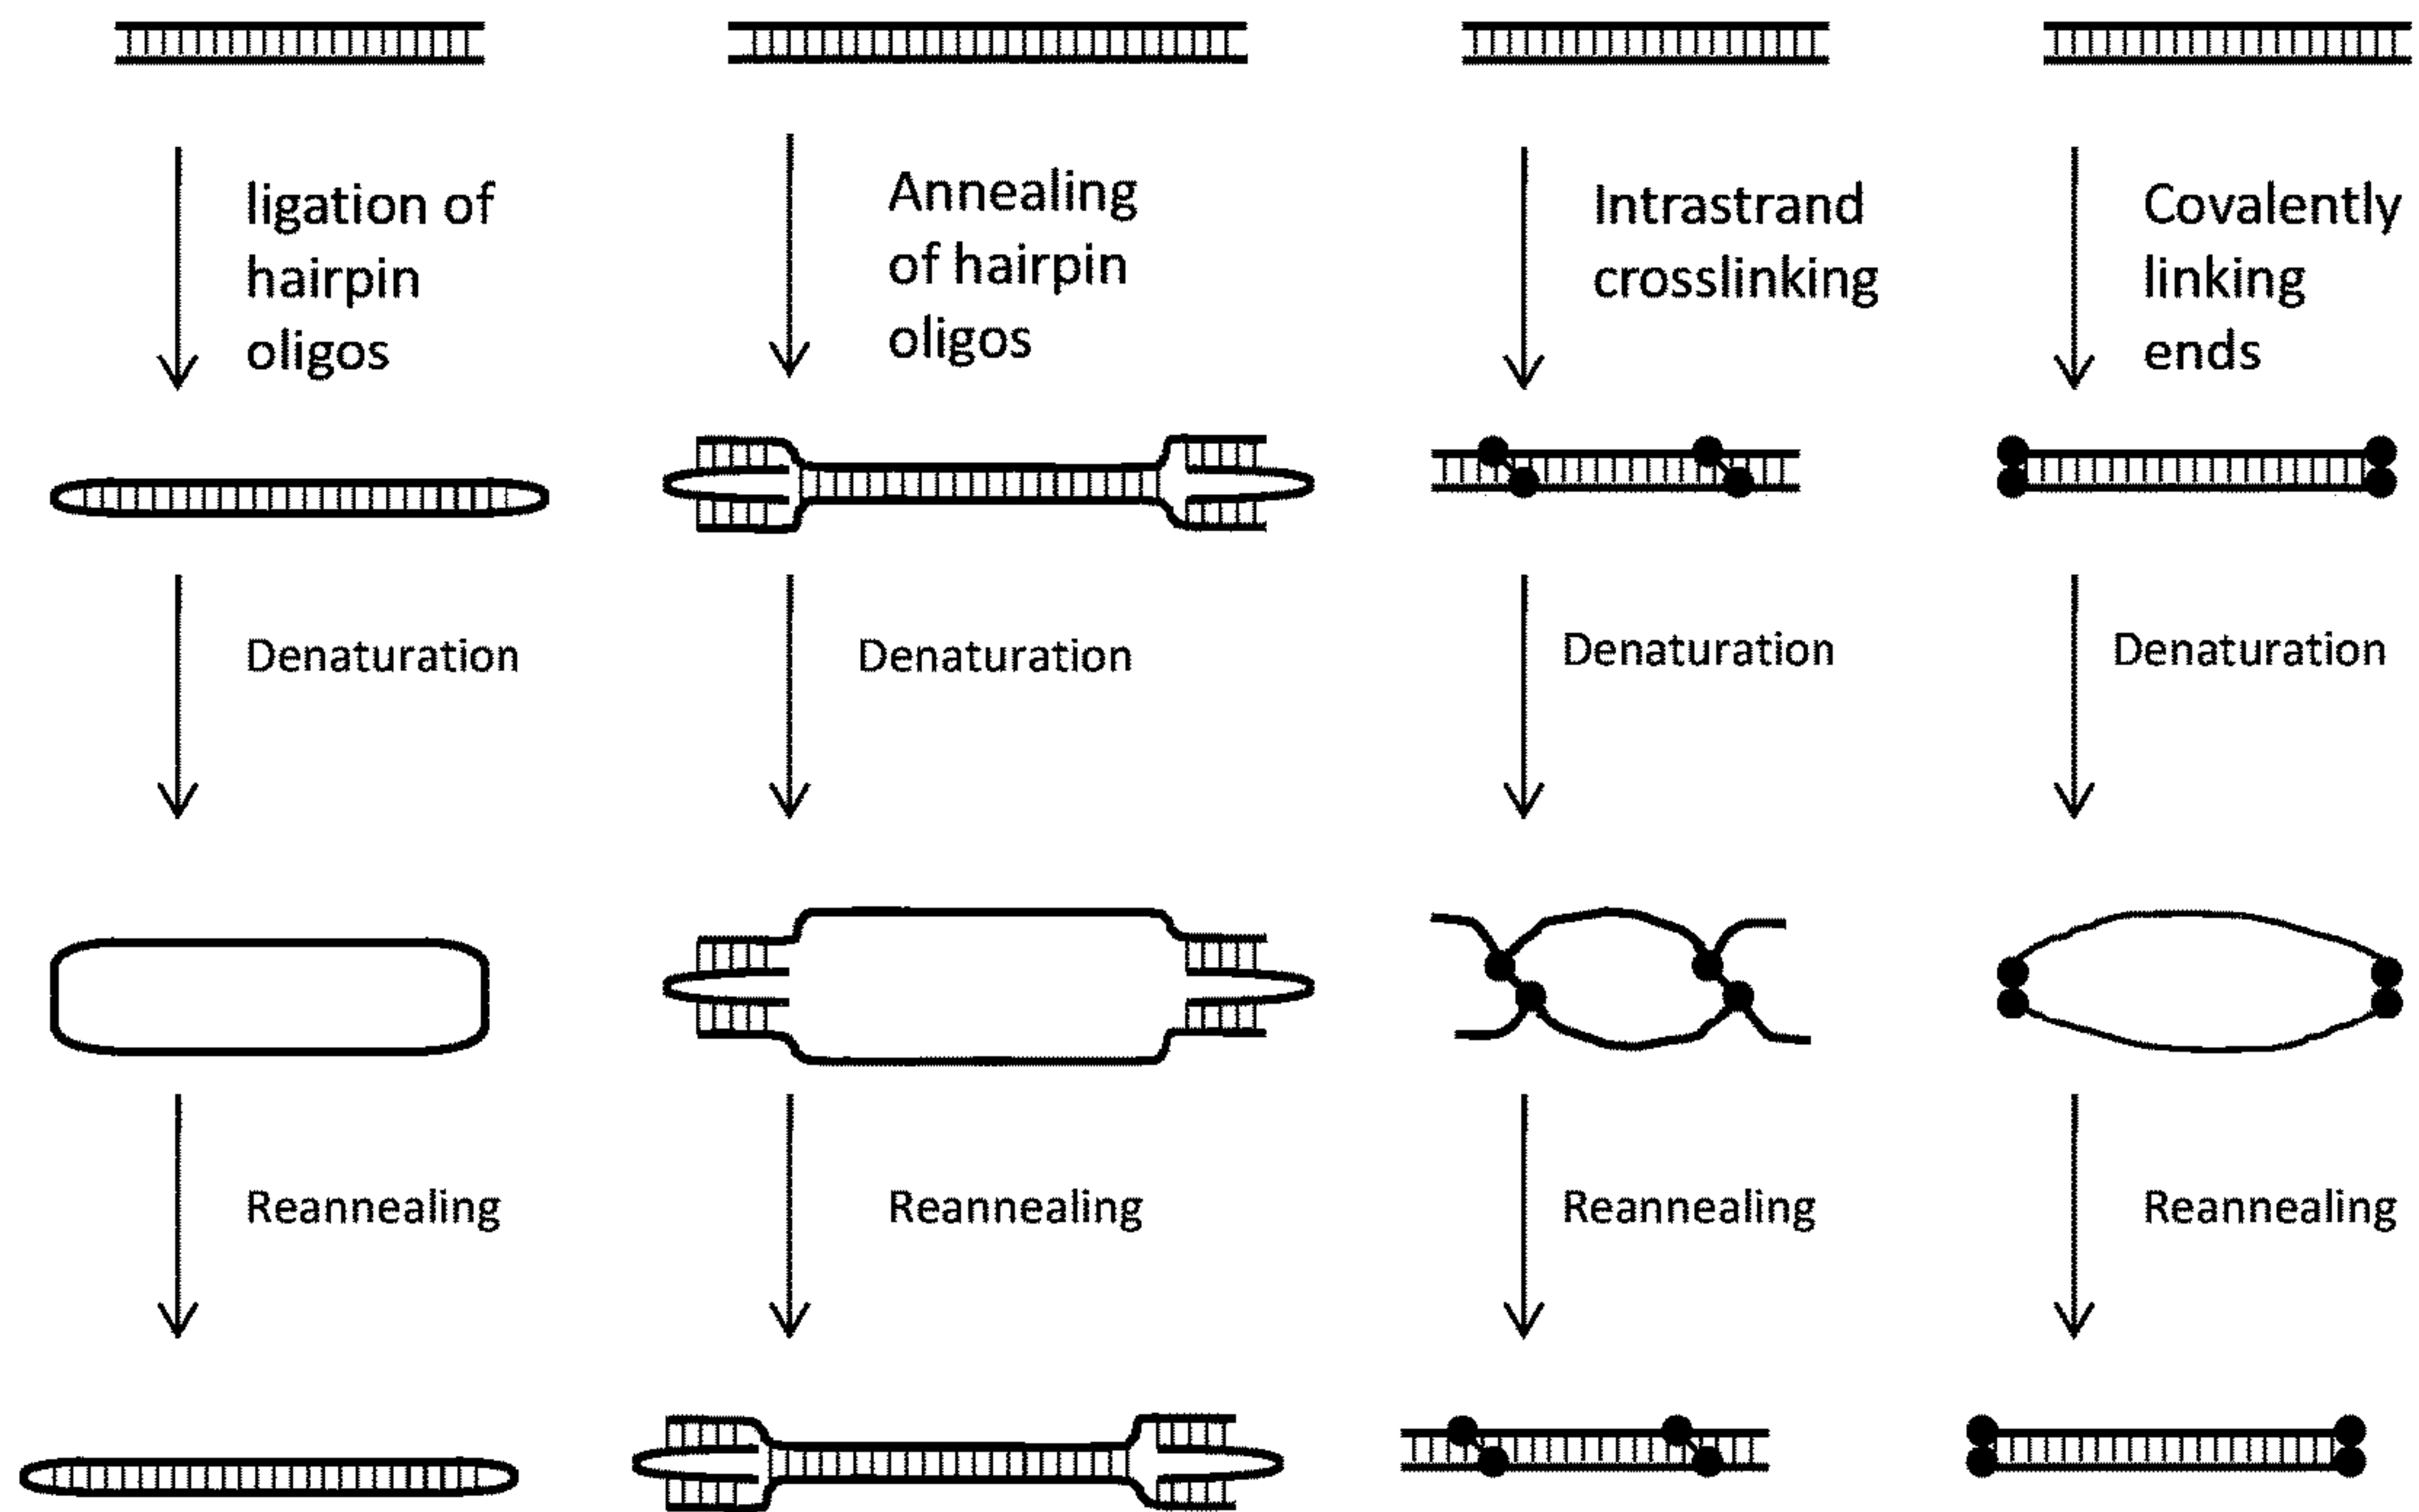 ligation of
hairpin
oligos
Annealing
of hairpin
oligos
Intrastrand
crosslinking
Covalently
linking
ends
Denaturation
Denaturation
Denaturation
Denaturation
Reannealing
Reannealing
Reannealing
Reannealing